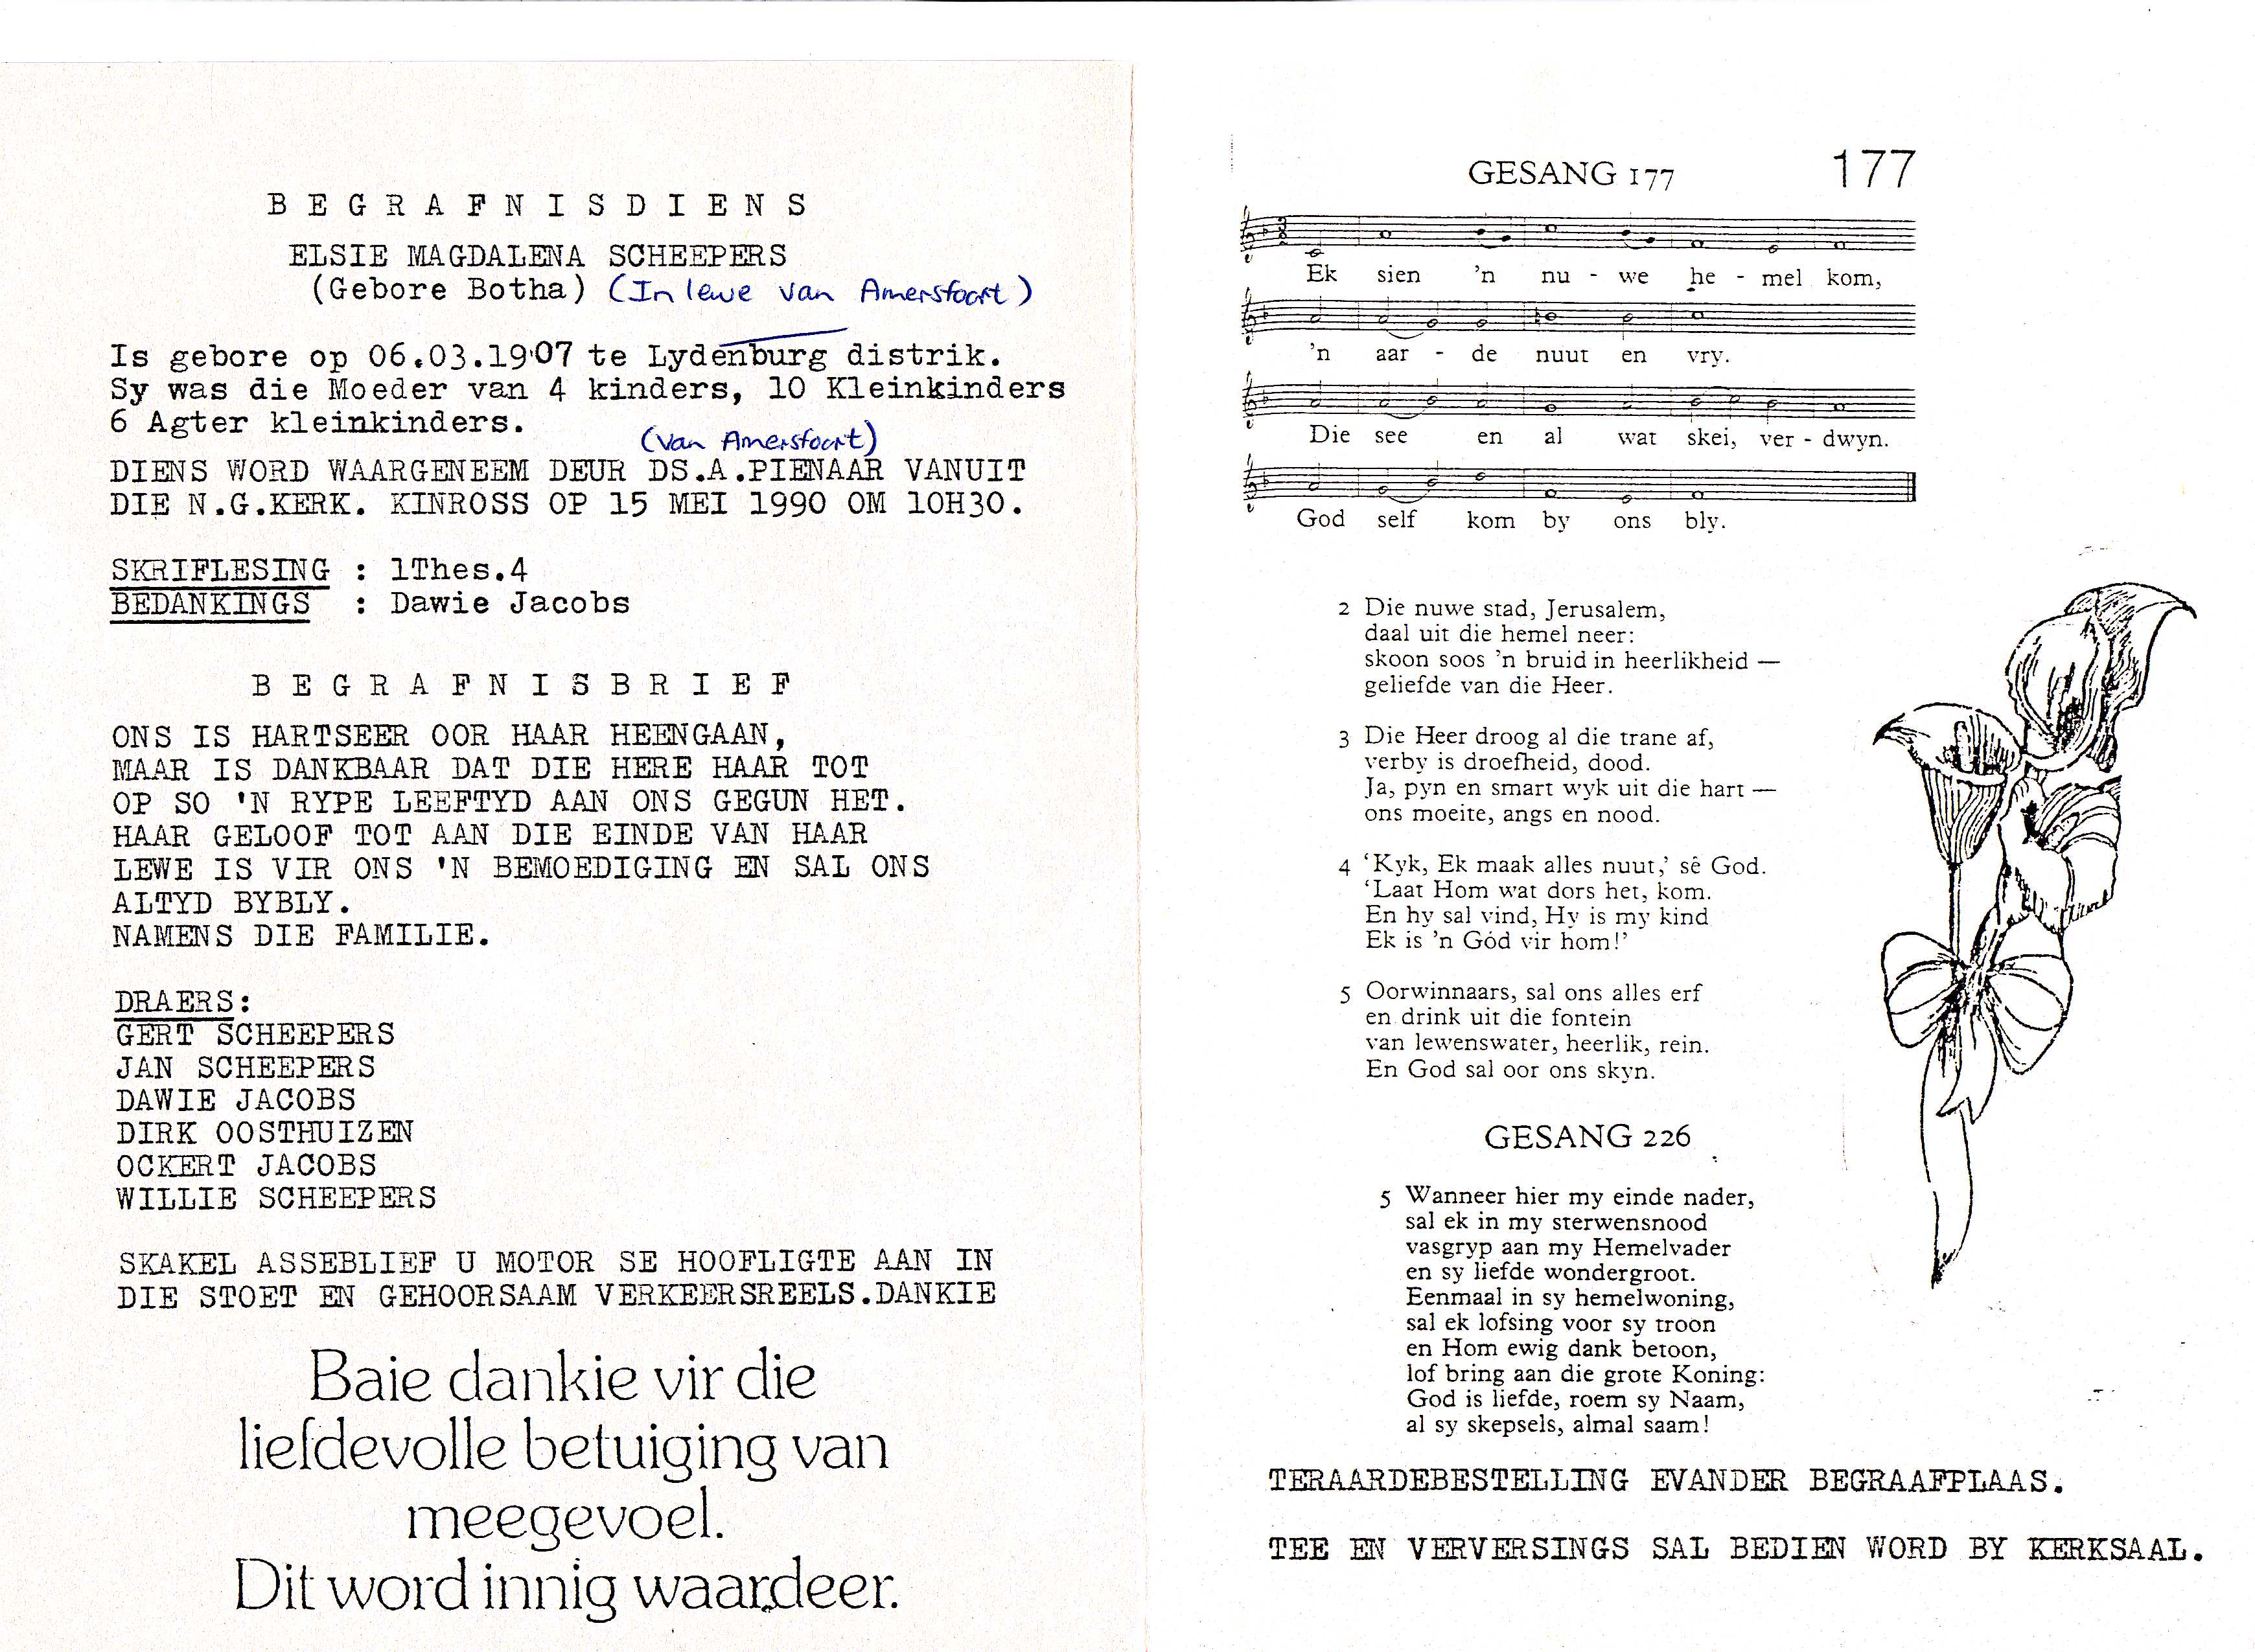 BEGRAFNISDIENS
ELSIE MAGDALENA SCHEEPERS
(Gebore Botha) (In lewe van Amersfoort)
Is gebore op 06.03.1907 te Lydenburg distrik.
Sy was die Moeder van 4 kinders, 10 Kleinkinders
6 Agter kleinkinders.
(van Amersfoort)
DIENS WORD WAARGENEEM DEUR DS.A.PIENAAR VANUIT
DIE N.G.KERK. KINROSS OP 15 MEI 1990 OM 10H30.
SKRIFLESING : 1Thes.4
BEDANKINGS : Dawie Jacobs
BEGRAFNISBRIEF
ONS IS HARTSEER OOR HAAR HEENGAAN,
MAAR IS DANKBAAR DAT DIE HERE HAAR TOT
OP SO 'N RYPE LEEFTYD AAN ONS GEGUN HET.
HAAR GELOOF TOT AAN DIE EINDE VAN HAAR
LEWE IS VIR ONS 'N BEMOEDIGING EN SAL ONS
ALTYD BYBLY.
NAMENS DIE FAMILIE.
DRAERS:
GERT SCHEEPERS
JAN SCHEEPERS
DAWIE JACOBS
DIRK OOSTHUIZEN
OCKERT JACOBS
WILLIE SCHEEPERS
SKAKEL ASSEBLIEF U MOTOR SE HOOFLIGTE AAN IN
DIE STOET EN GEHOORSAAM VERKEERSREELS.DANKIE
Baie dankie vir die
liefdevolle betuiging van
meegevoel.
Dit word innig waardeer.
GESANG 177 177
Ek sien 'n nu - we he - mel kom,
'n aar - de nuut en vry.
Die see en al wat skei, ver - dwyn.
God self kom by ons bly.
2 Die nuwe stad, Jerusalem,
daal uit die hemel neer:
skoon soos 'n bruid in heerlikheid —
geliefde van die Heer.
3 Die Heer droog al die trane af,
verby is droefheid, dood.
Ja, pyn en smart wyk uit die hart —
ons moeite, angs en nood.
4 'Kyk, Ek maak alles nuut,' sê God.
'Laat Hom wat dors het, kom.
En hy sal vind, Hy is my kind
Ek is 'n Gód vir hom!'
5 Oorwinnaars, sal ons alles erf
en drink uit die fontein
van lewenswater, heerlik, rein.
En God sal oor ons skyn.
GESANG 226
5 Wanneer hier my einde nader,
sal ek in my sterwensnood
vasgryp aan my Hemelvader
en sy liefde wondergroot.
Eenmaal in sy hemelwoning,
sal ek lofsing voor sy troon
en Hom ewig dank betoon,
lof bring aan die grote Koning:
God is liefde, roem sy Naam,
al sy skepsels, almal saam!
TERAARDEBESTELLING EVANDER BEGRAAFPLAAS.
TEE EN VERVERSINGS SAL BEDIEN WORD BY KERKSAAL.